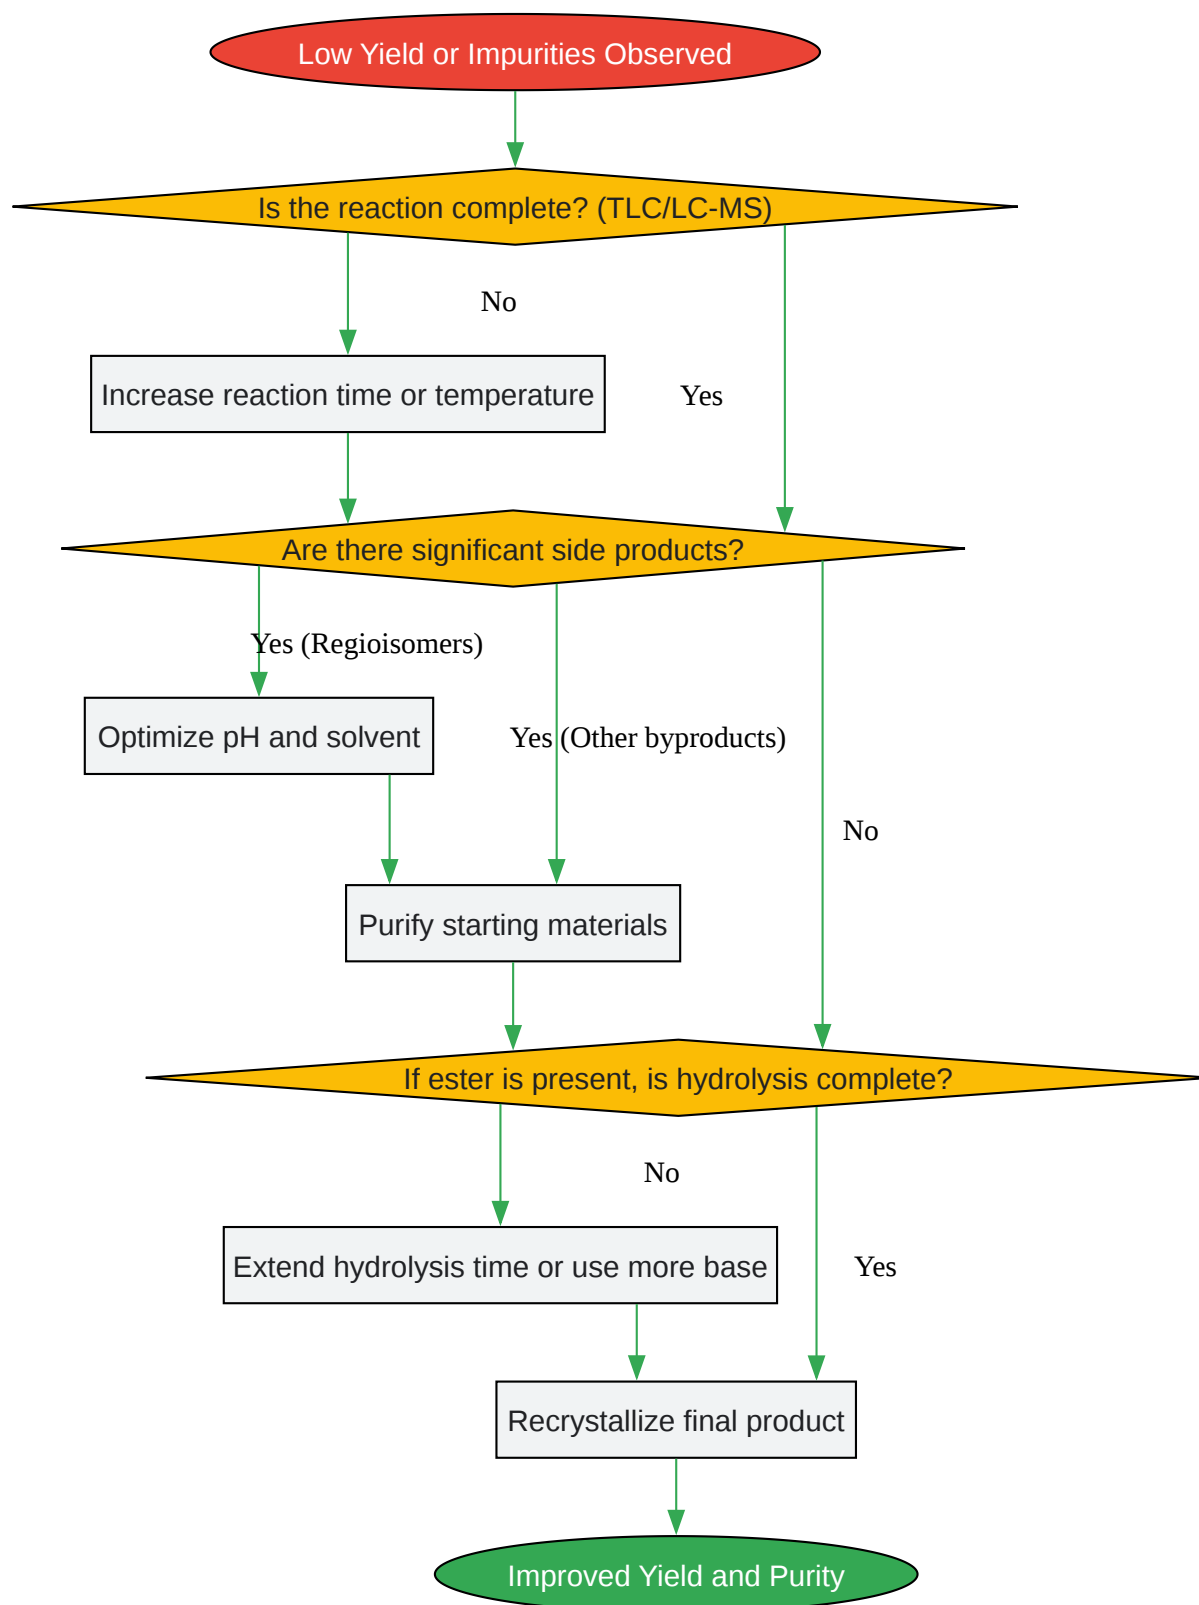 Low Yield or Impurities Observed
Is the reaction complete? (TLC/LC-MS)
No
Increase reaction time or temperature
Yes
Are there significant side products?
Yes (Regioisomers)
Optimize pH and solvent
Yes (Other byproducts)
No
Purify starting materials
If ester is present, is hydrolysis complete?
No
Extend hydrolysis time or use more base
Yes
Recrystallize final product
Improved Yield and Purity